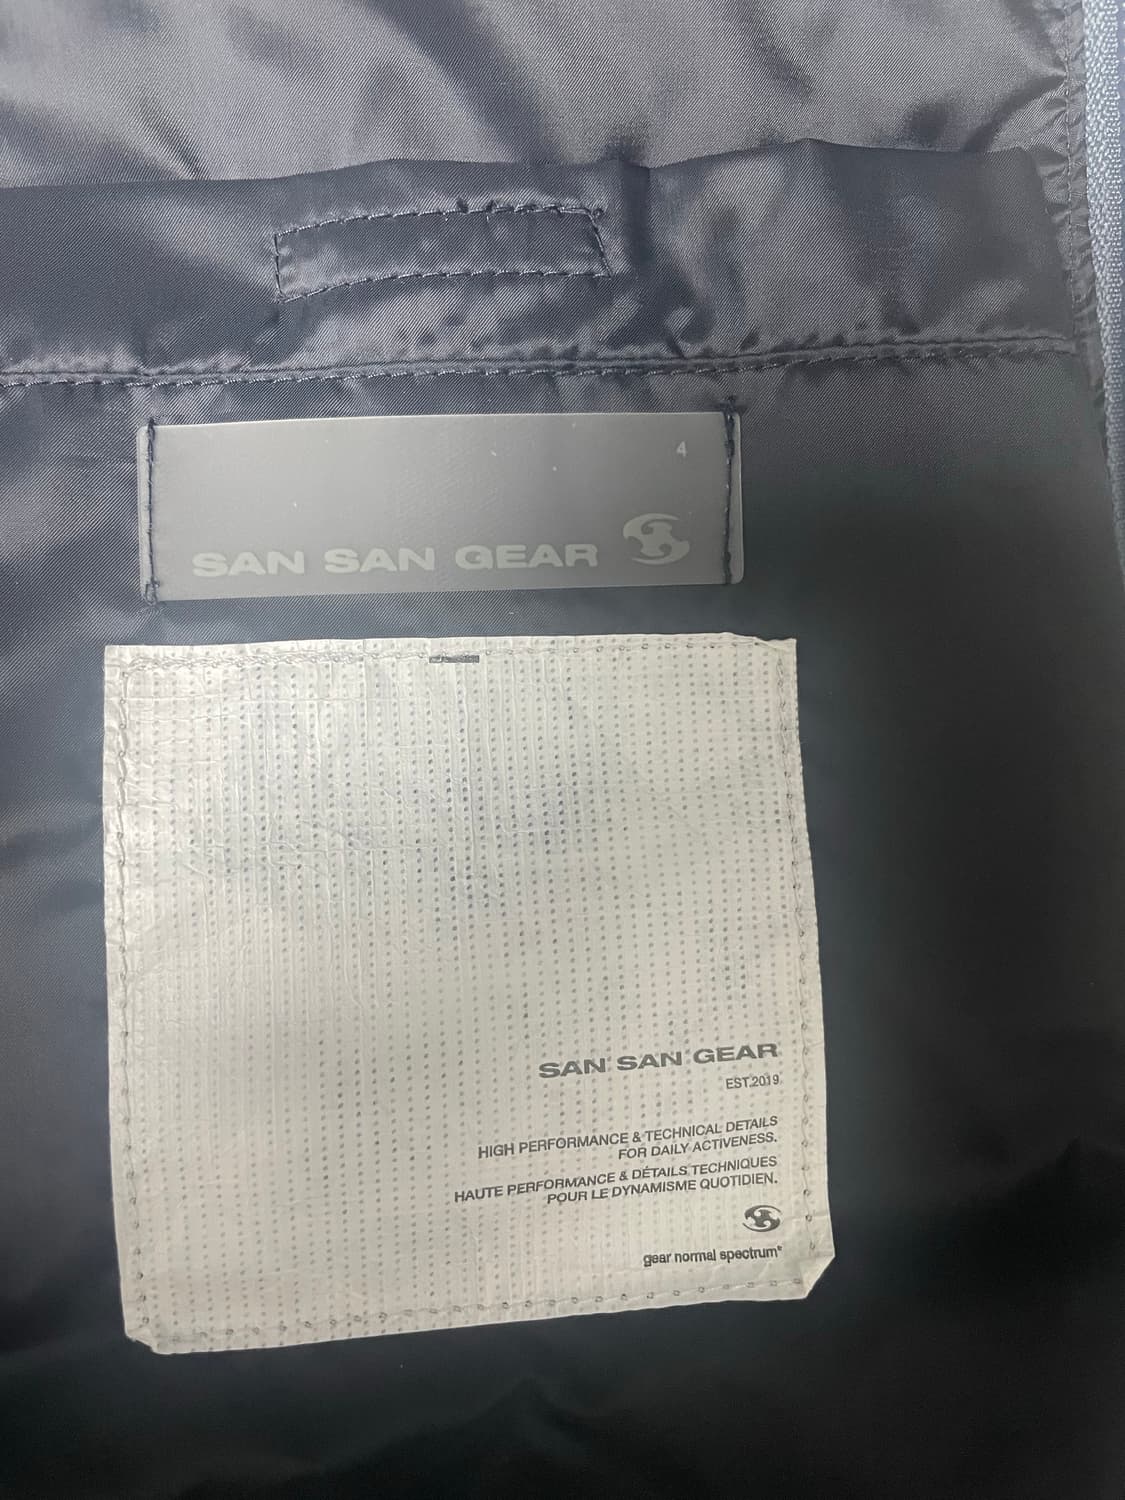 4
SAN SAN GEAR
SAN SAN GEAR
EST.2019
HIGH PERFORMANCE & TECHNICAL DETAILS
FOR DAILY ACTIVENESS.
HAUTE PERFORMANCE & DÉTAILS TECHNIQUES
POUR LE DYNAMISME QUOTIDIEN.
gear normal spectrum®